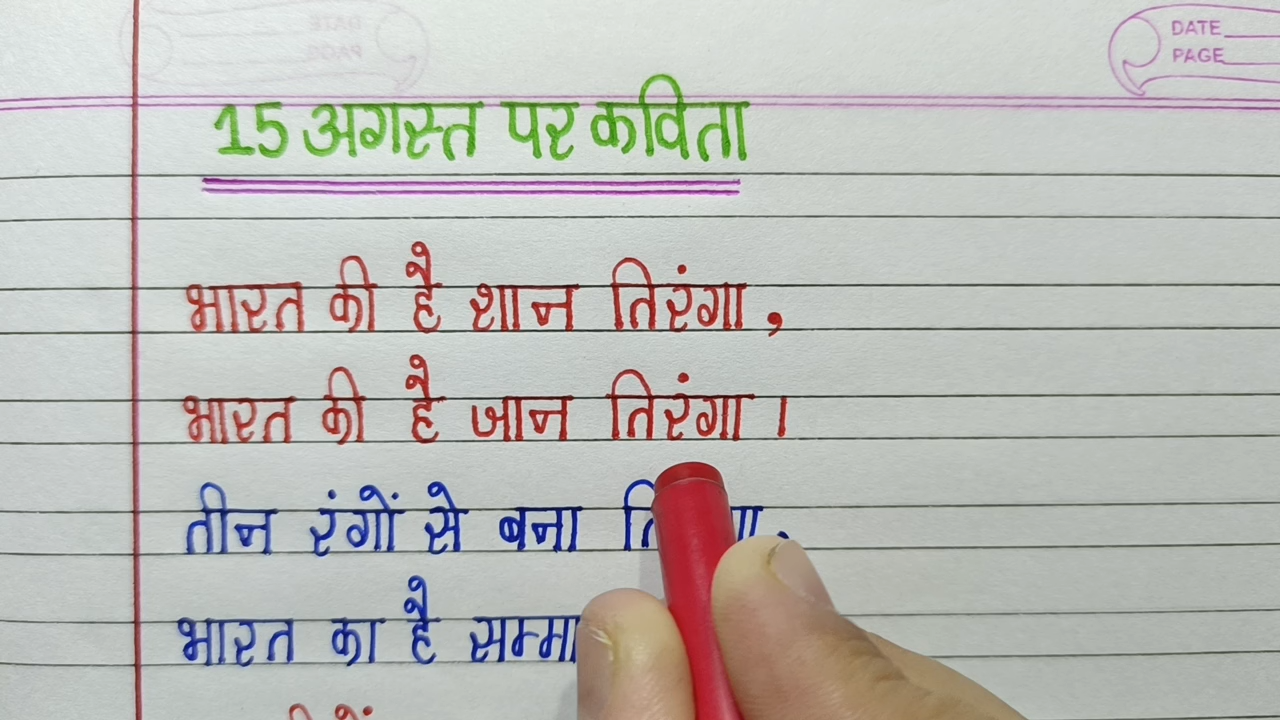 DATE
PAGE
15 अगस्त पर कविता
भारत की है शान तिरंगा,
भारत की है जान तिरंगा।
तीन रंगों से बना
भारत का है